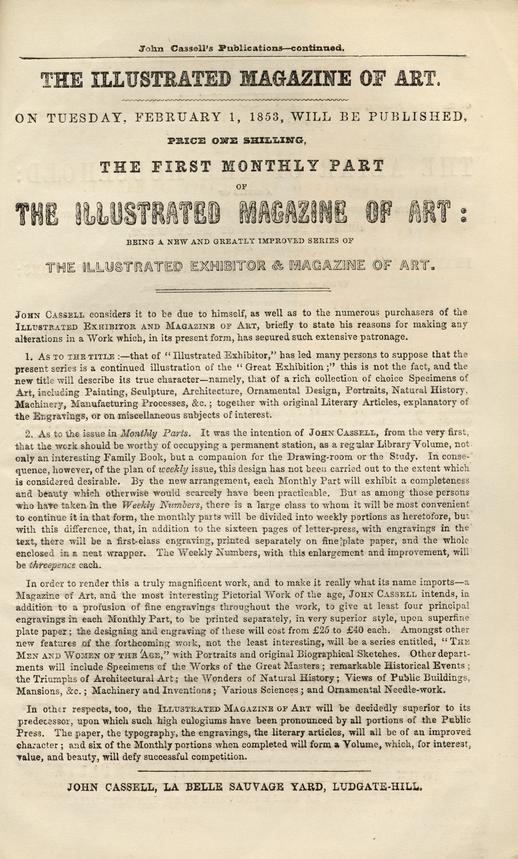 John Cassell's Publications—continued.
THE ILLUSTRATED MAGAZINE OF ART.
ON TUESDAY, FEBRUARY 1, 1853, WILL BE PUBLISHED,
PRICE ONE SHILLING,
THE FIRST MONTHLY PART
OF
THE ILLUSTRATED MAGAZINE OF ART:
BEING A NEW AND GREATLY IMPROVED SERIES OF
THE ILLUSTRATED EXHIBITOR & MAGAZINE OF ART.
JOHN CASSELL considers it to be due to himself, as well as to the numerous purchasers of the
ILLUSTRATED EXHIBITOR AND MAGAZINE OF ART, briefly to state his reasons for making any
alterations in a Work which, in its present form, has secured such extensive patronage.
1. AS TO THE TITLE:—that of "Illustrated Exhibitor," has led many persons to suppose that the
present series is a continued illustration of the "Great Exhibition;" this is not the fact, and the
new title will describe its true character—namely, that of a rich collection of choice Specimens of
Art, including Painting, Sculpture, Architecture, Ornamental Design, Portraits, Natural History,
Machinery, Manufacturing Processes, &c.; together with original Literary Articles, explanatory of
the Engravings, or on miscellaneous subjects of interest.
2. As to the issue in Monthly Parts. It was the intention of JOHN CASSELL, from the very first,
that the work should be worthy of occupying a permanent station, as a regular Library Volume, not
only an interesting Family Book, but a companion for the Drawing-room or the Study. In conse-
quence, however, of the plan of weekly issue, this design has not been carried out to the extent which
is considered desirable. By the new arrangement, each Monthly Part will exhibit a completeness
and beauty which otherwise would scarcely have been practicable. But as among those persons
who have taken in the Weekly Numbers, there is a large class to whom it will be most convenient
to continue it in that form, the monthly parts will be divided into weekly portions as heretofore, but
with this difference, that, in addition to the sixteen pages of letter-press, with engravings in the
text, there will be a first-class engraving, printed separately on fine plate paper, and the whole
enclosed in a neat wrapper. The Weekly Numbers, with this enlargement and improvement, will
be threepence each.
In order to render this a truly magnificent work, and to make it really what its name imports—a
Magazine of Art, and the most interesting Pictorial Work of the age, JOHN CASSELL intends, in
addition to a profusion of fine engravings throughout the work, to give at least four principal
engravings in each Monthly Part, to be printed separately, in very superior style, upon superfine
plate paper; the designing and engraving of these will cost from £25 to £40 each. Amongst other
new features of the forthcoming work, not the least interesting, will be a series entitled, "THE
MEN AND WOMEN OF THE AGE," with Portraits and original Biographical Sketches. Other depart-
ments will include Specimens of the Works of the Great Masters; remarkable Historical Events;
the Triumphs of Architectural Art; the Wonders of Natural History; Views of Public Buildings,
Mansions, &c.; Machinery and Inventions; Various Sciences; and Ornamental Needle-work.
In other respects, too, the ILLUSTRATED MAGAZINE OF ART will be decidedly superior to its
predecessor, upon which such high eulogiums have been pronounced by all portions of the Public
Press. The paper, the typography, the engravings, the literary articles, will all be of an improved
character; and six of the Monthly portions when completed will form a Volume, which, for interest,
value, and beauty, will defy successful competition.
JOHN CASSELL, LA BELLE SAUVAGE YARD, LUDGATE-HILL.